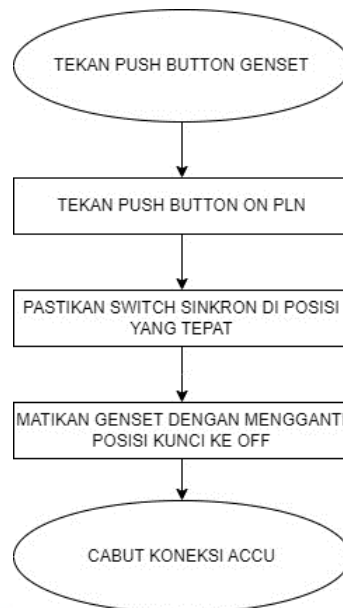 TEKAN PUSH BUTTON GENSET
TEKAN PUSH BUTTON ON PLN
PASTIKAN SWITCH SINKRON DI POSISI
YANG TEPAT
MATIKAN GENSET DENGAN MENGGANTI
POSISI KUNCI KE OFF
CABUT KONEKSI ACCU